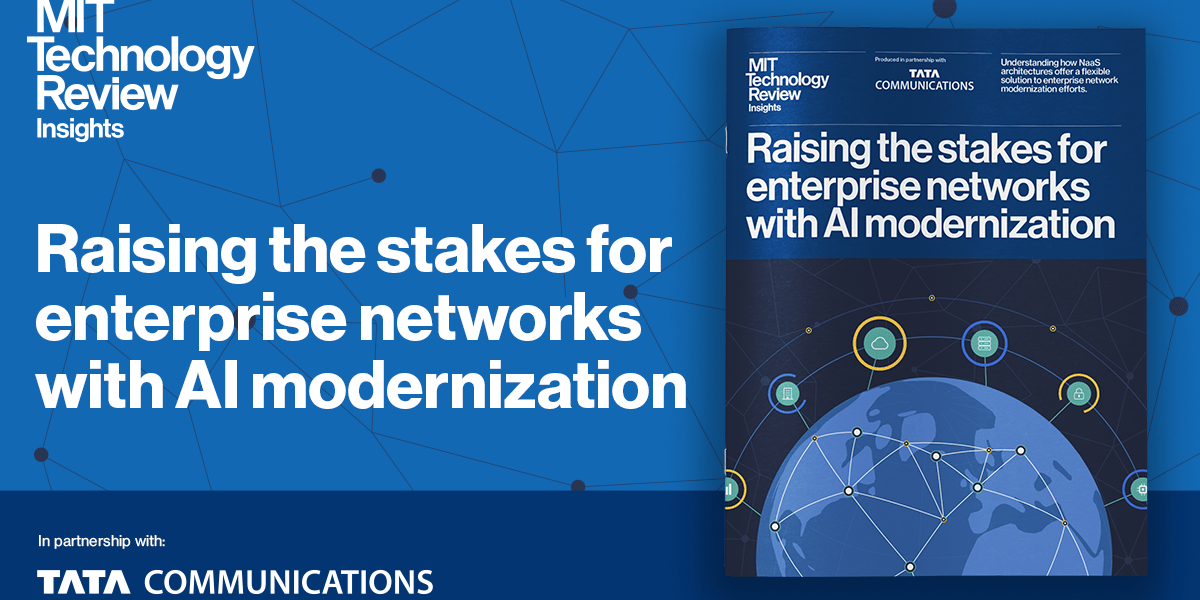 MIT
Technology
Review
Insights
Raising the stakes for
enterprise networks
with AI modernization
In partnership with:
TATA COMMUNICATIONS
MIT
Technology
Review
Insights
Produced in partnership with
TATA
COMMUNICATIONS
Understanding how NaaS
architectures offer a flexible
solution to enterprise network
modernization efforts.
Raising the stakes for
enterprise networks
with AI modernization